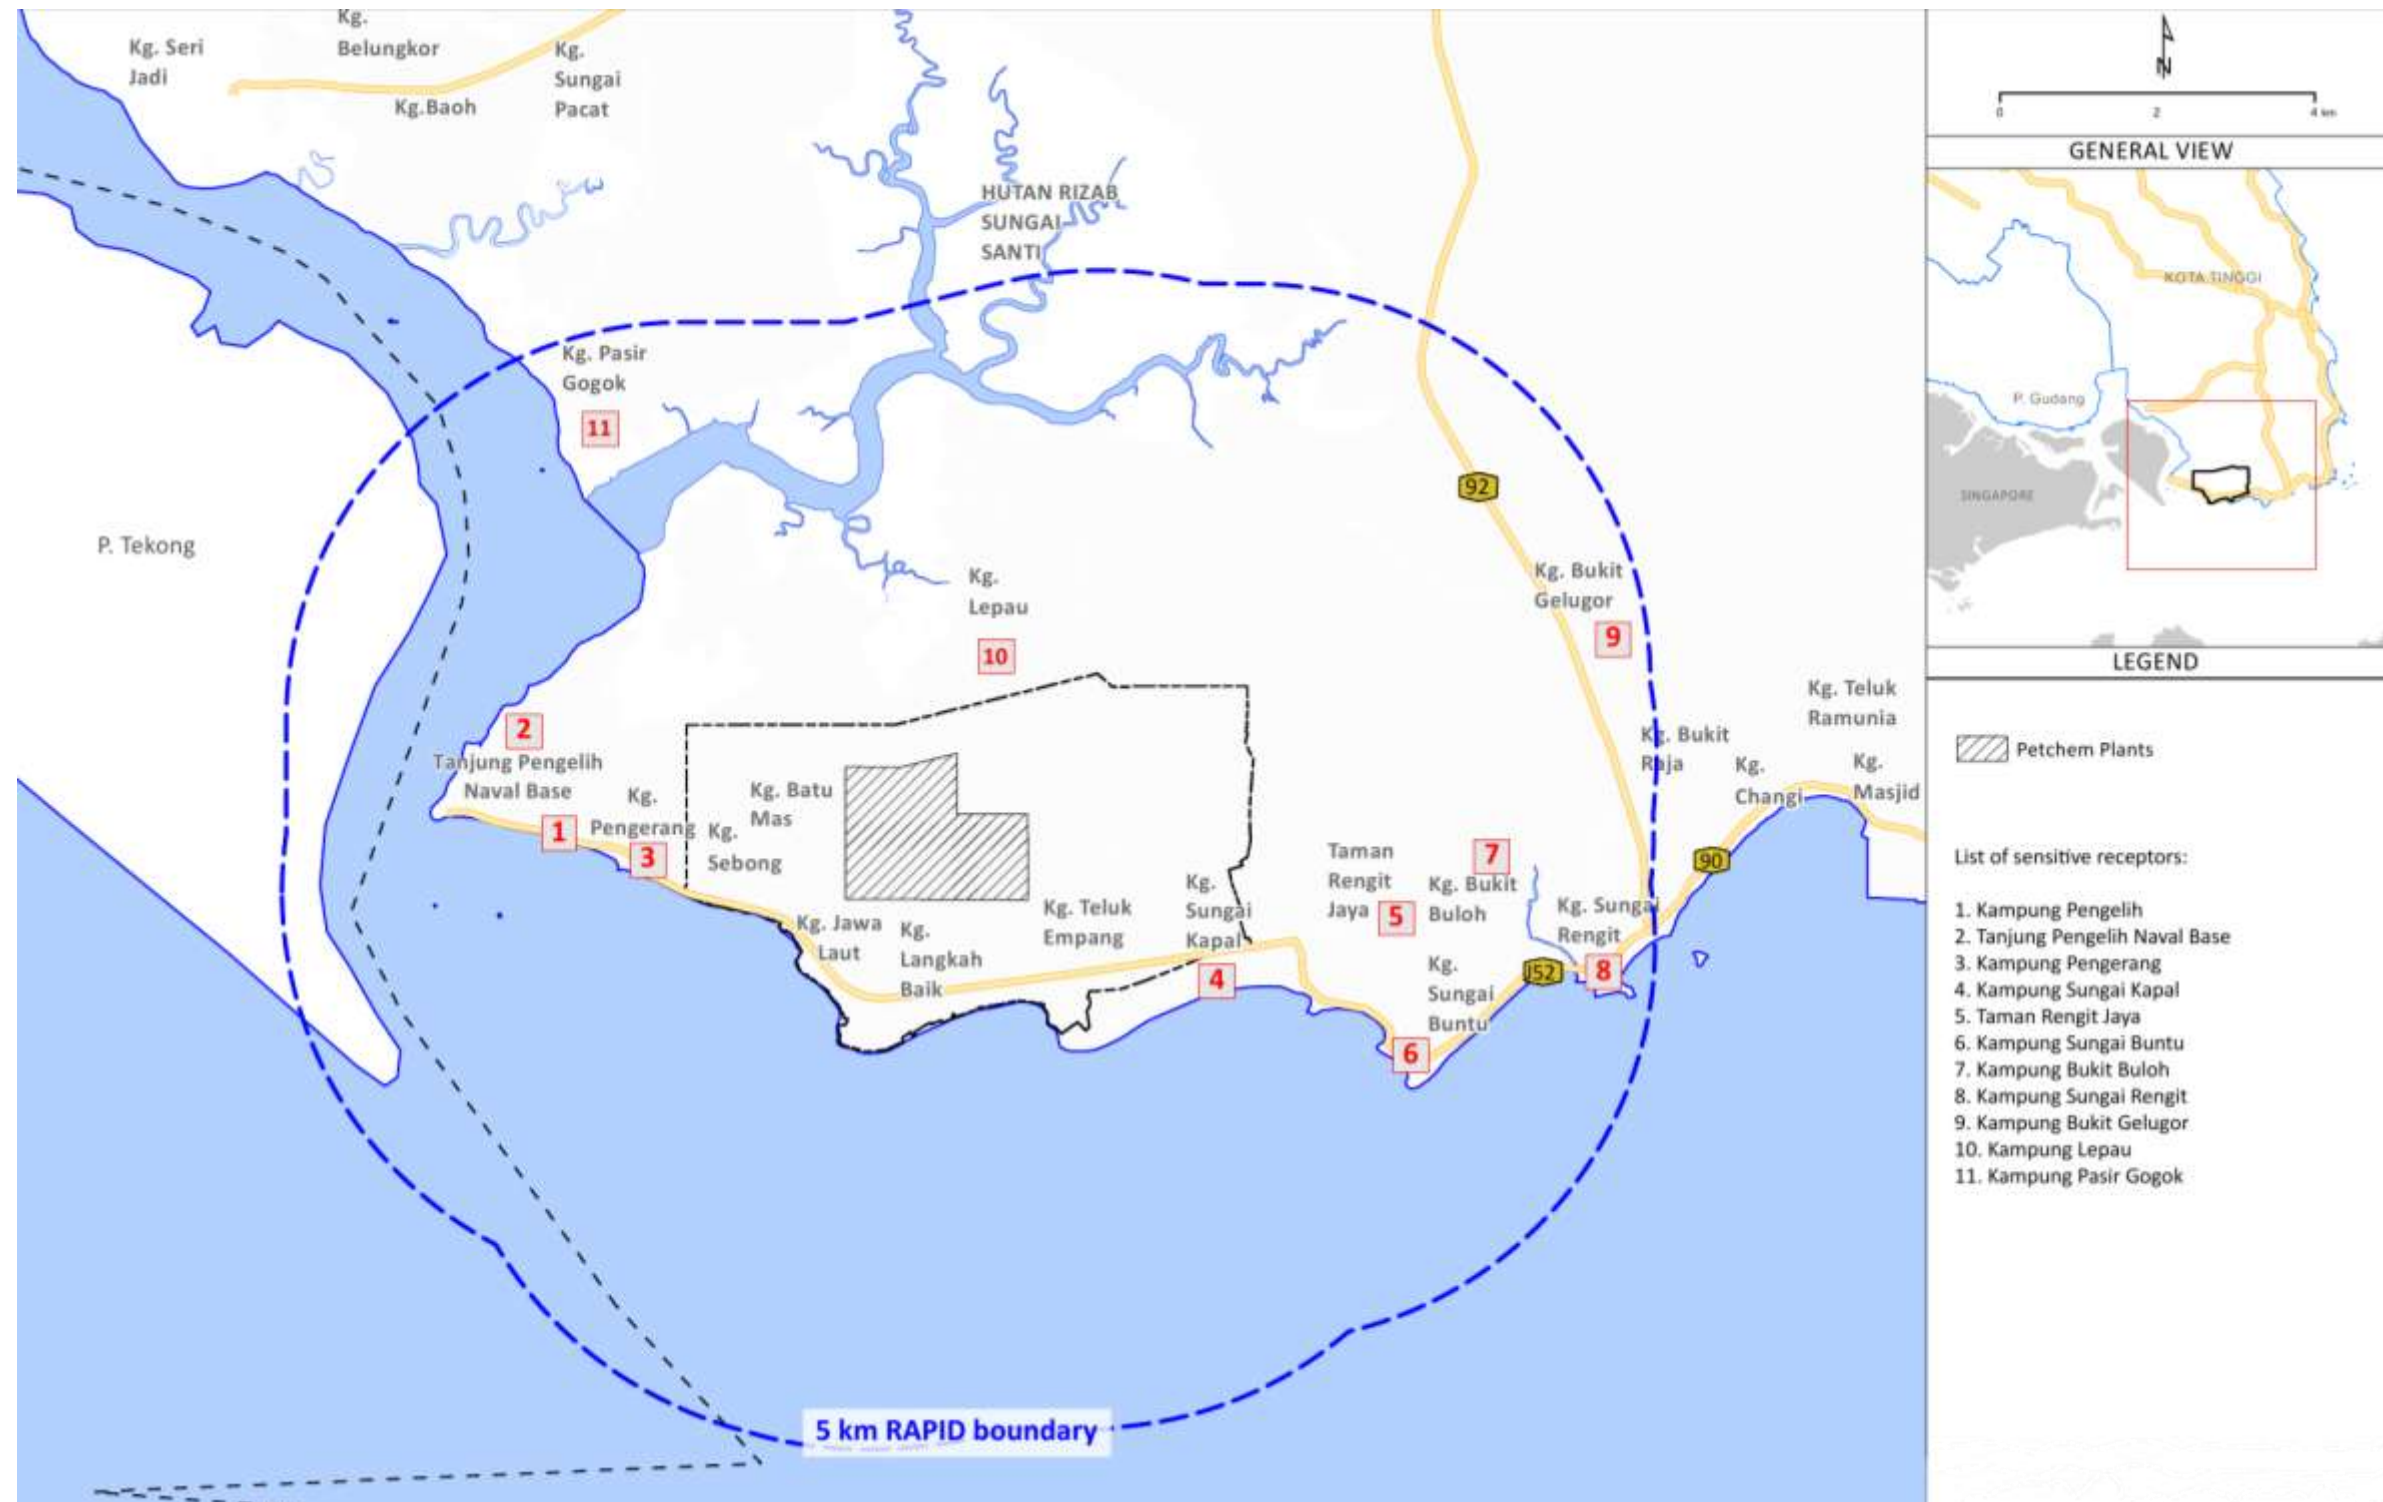 Kg. Seri
Jadi
Kg.
Belungkor
Kg.Baoh
Kg.
Sungai
Pacat
HUTAN RIZAB
SUNGAI
SANTI
Kg. Pasir
Gogok
11
P. Tekong
92
Kg. Bukit
Gelugor
9
Kg.
Lepau
10
2
Tanjung Pengelih
Naval Base
1
Kg.
Pengerang
3
Kg.
Sebong
Kg. Batu
Mas
Kg. Jawa
Laut
Kg.
Langkah
Baik
Kg. Teluk
Empang
Kg.
Sungai
Kapal
4
Taman
Rengit
Jaya
5
7
Kg. Bukit
Buloh
Kg.
Sungai
Buntu
6
J52
Kg. Sungai
Rengit
8
Kg. Bukit
Raja
Kg.
Changi
90
Kg. Teluk
Ramunia
Kg.
Masjid
5 km RAPID boundary
N
0
2
4 km
GENERAL VIEW
KOTA TINGGI
P. Gudang
SINGAPORE
LEGEND
Petchem Plants
List of sensitive receptors:
1. Kampung Pengelih
2. Tanjung Pengelih Naval Base
3. Kampung Pengerang
4. Kampung Sungai Kapal
5. Taman Rengit Jaya
6. Kampung Sungai Buntu
7. Kampung Bukit Buloh
8. Kampung Sungai Rengit
9. Kampung Bukit Gelugor
10. Kampung Lepau
11. Kampung Pasir Gogok